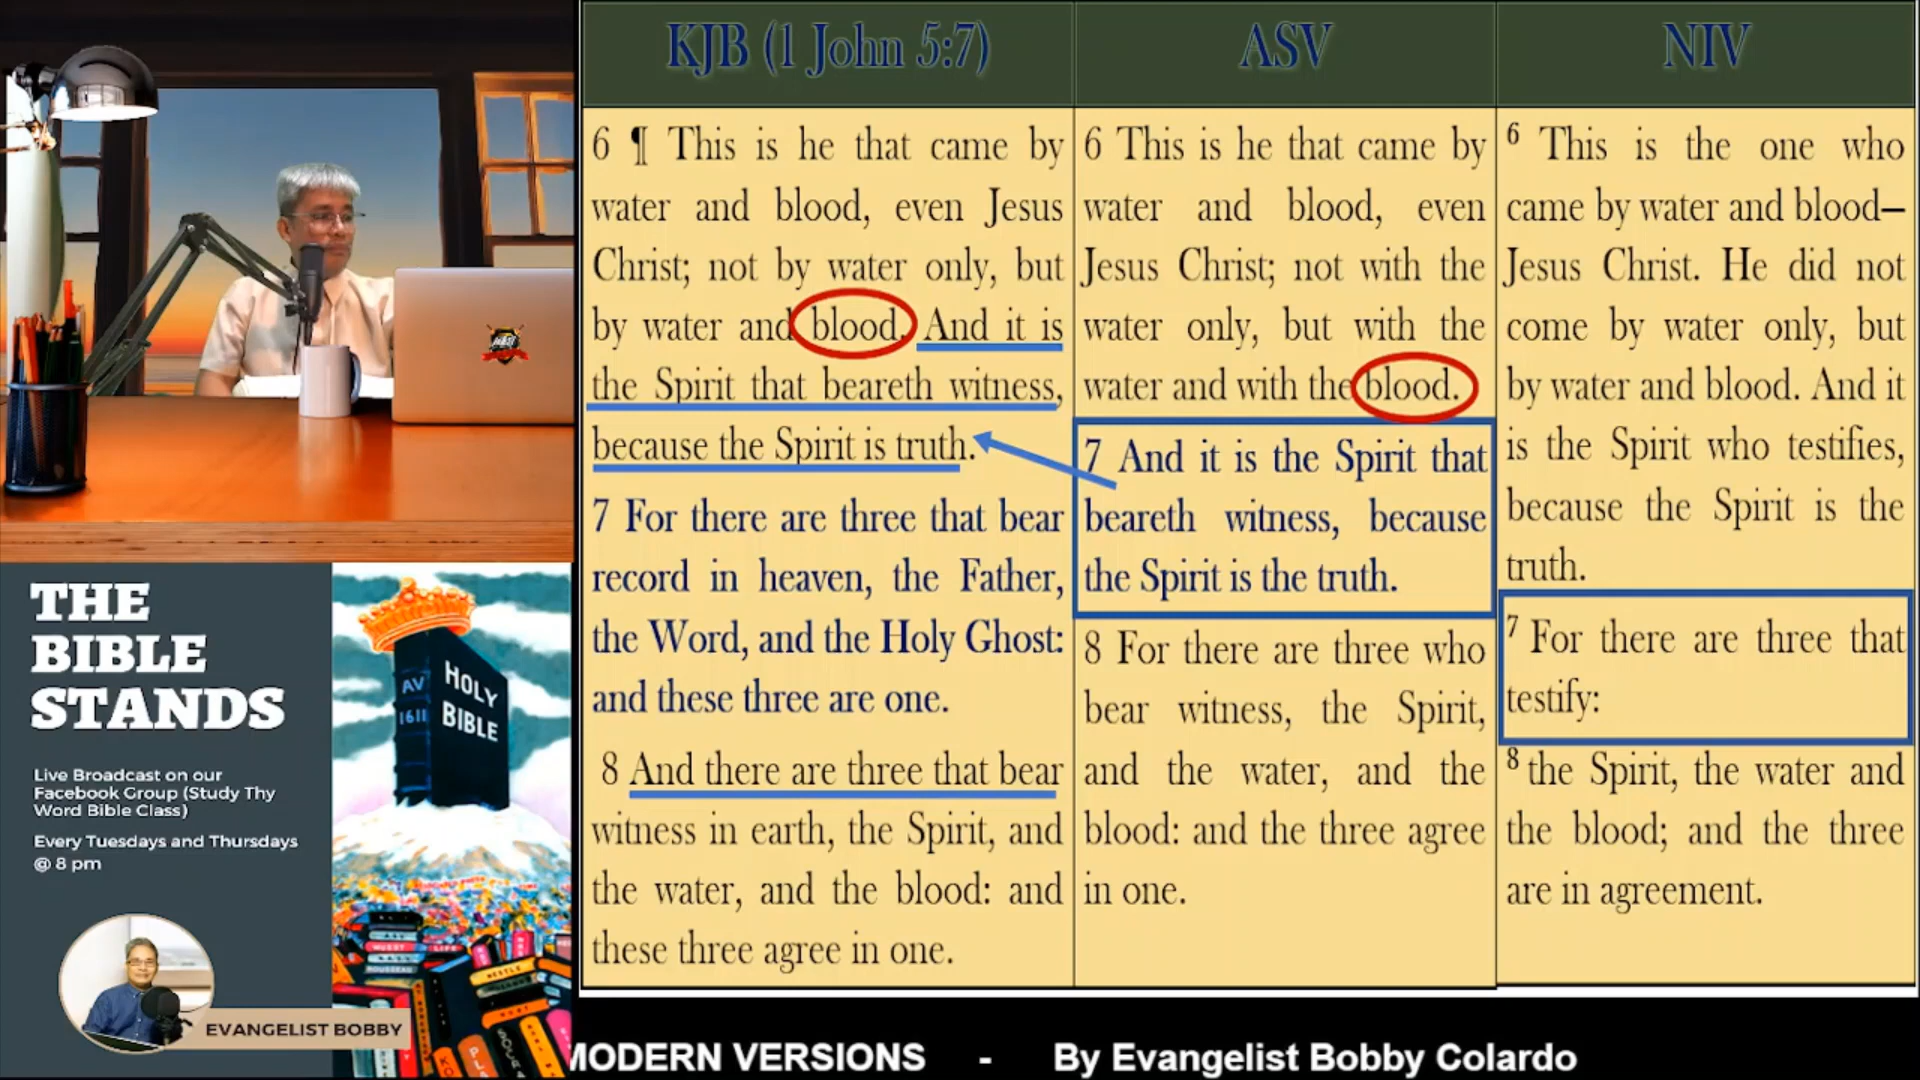 KJB (1 John 5:7)
6 ¶ This is he that came by
water and blood, even Jesus
Christ; not by water only, but
by water and blood. And it is
the Spirit that beareth witness,
because the Spirit is truth.
7 For there are three that bear
record in heaven, the Father,
the Word, and the Holy Ghost:
and these three are one.
8 And there are three that bear
witness in earth, the Spirit, and
the water, and the blood: and
these three agree in one.
ASV
6 This is he that came by
water and blood, even
Jesus Christ; not with the
water only, but with the
water and with the blood.
7 And it is the Spirit that
beareth witness, because
the Spirit is the truth.
8 For there are three who
bear witness, the Spirit,
and the water, and the
blood: and the three agree
in one.
NIV
6 This is the one who
came by water and blood–
Jesus Christ. He did not
come by water only, but
by water and blood. And it
is the Spirit who testifies,
because the Spirit is the
truth.
7 For there are three that
testify:
8 the Spirit, the water and
the blood; and the three
are in agreement.
THE
BIBLE
STANDS
Live Broadcast on our
Facebook Group (Study Thy
Word Bible Class)
Every Tuesdays and Thursdays
@ 8 pm
AV
1611
HOLY
BIBLE
EVANGELIST BOBBY
MODERN VERSIONS - By Evangelist Bobby Colardo